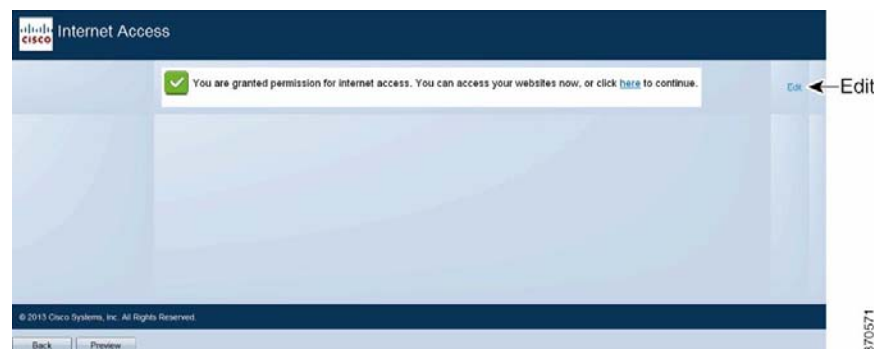 cisco Internet Access
You are granted permission for internet access. You can access your websites now, or click here to continue.
Edit
Edit
© 2013 Cisco Systems, Inc. All Rights Reserved.
Back
Preview
370571